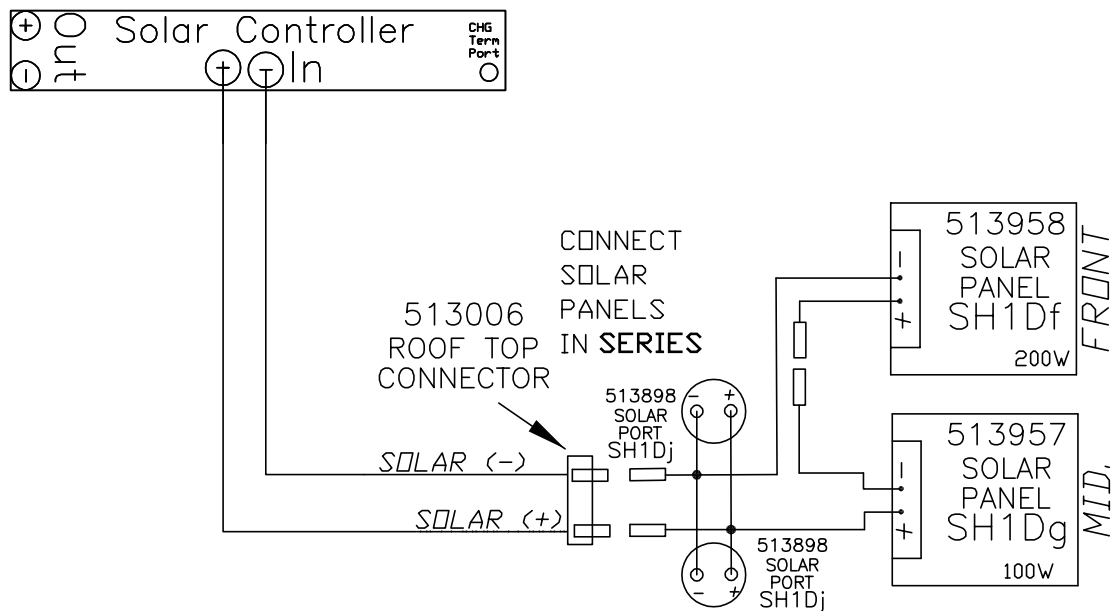 + Out -
Solar Controller
+ - In
CHG
Term
Port
CONNECT
SOLAR
PANELS
IN SERIES
513006
ROOF TOP
CONNECTOR
SOLAR (-)
SOLAR (+)
513898
SOLAR
PORT
SH1Dj
- +
513898
SOLAR
PORT
SH1Dj
- +
513958
SOLAR
PANEL
SH1Df
200W
- +
FRONT
513957
SOLAR
PANEL
SH1Dg
100W
- +
MID.